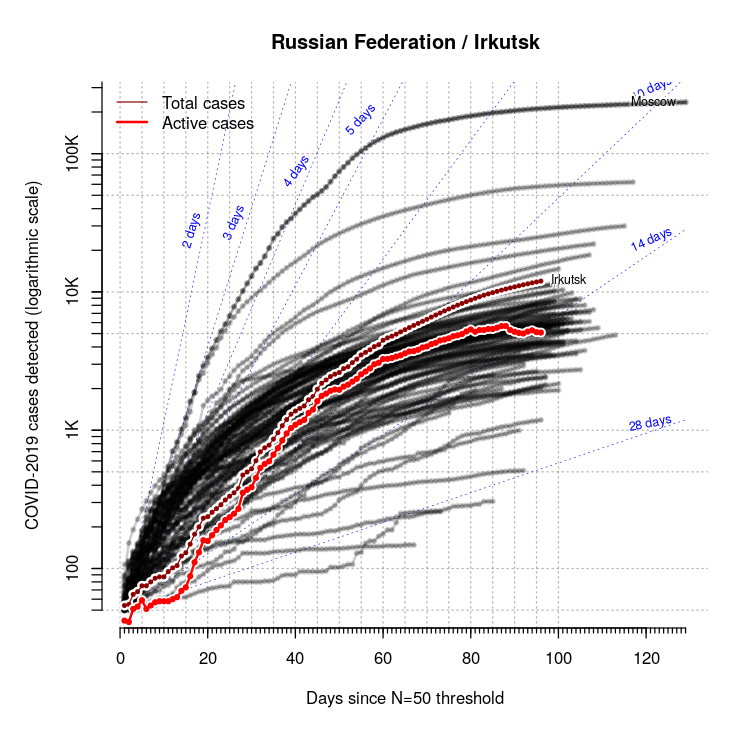 Russian Federation / Irkutsk
Total cases
Active cases
2 days
3 days
4 days
5 days
days
14 days
28 days
Moscow
Irkutsk
COVID-2019 cases detected (logarithmic scale)
100K
10K
1K
100
0 20 40 60 80 100 120
Days since N=50 threshold